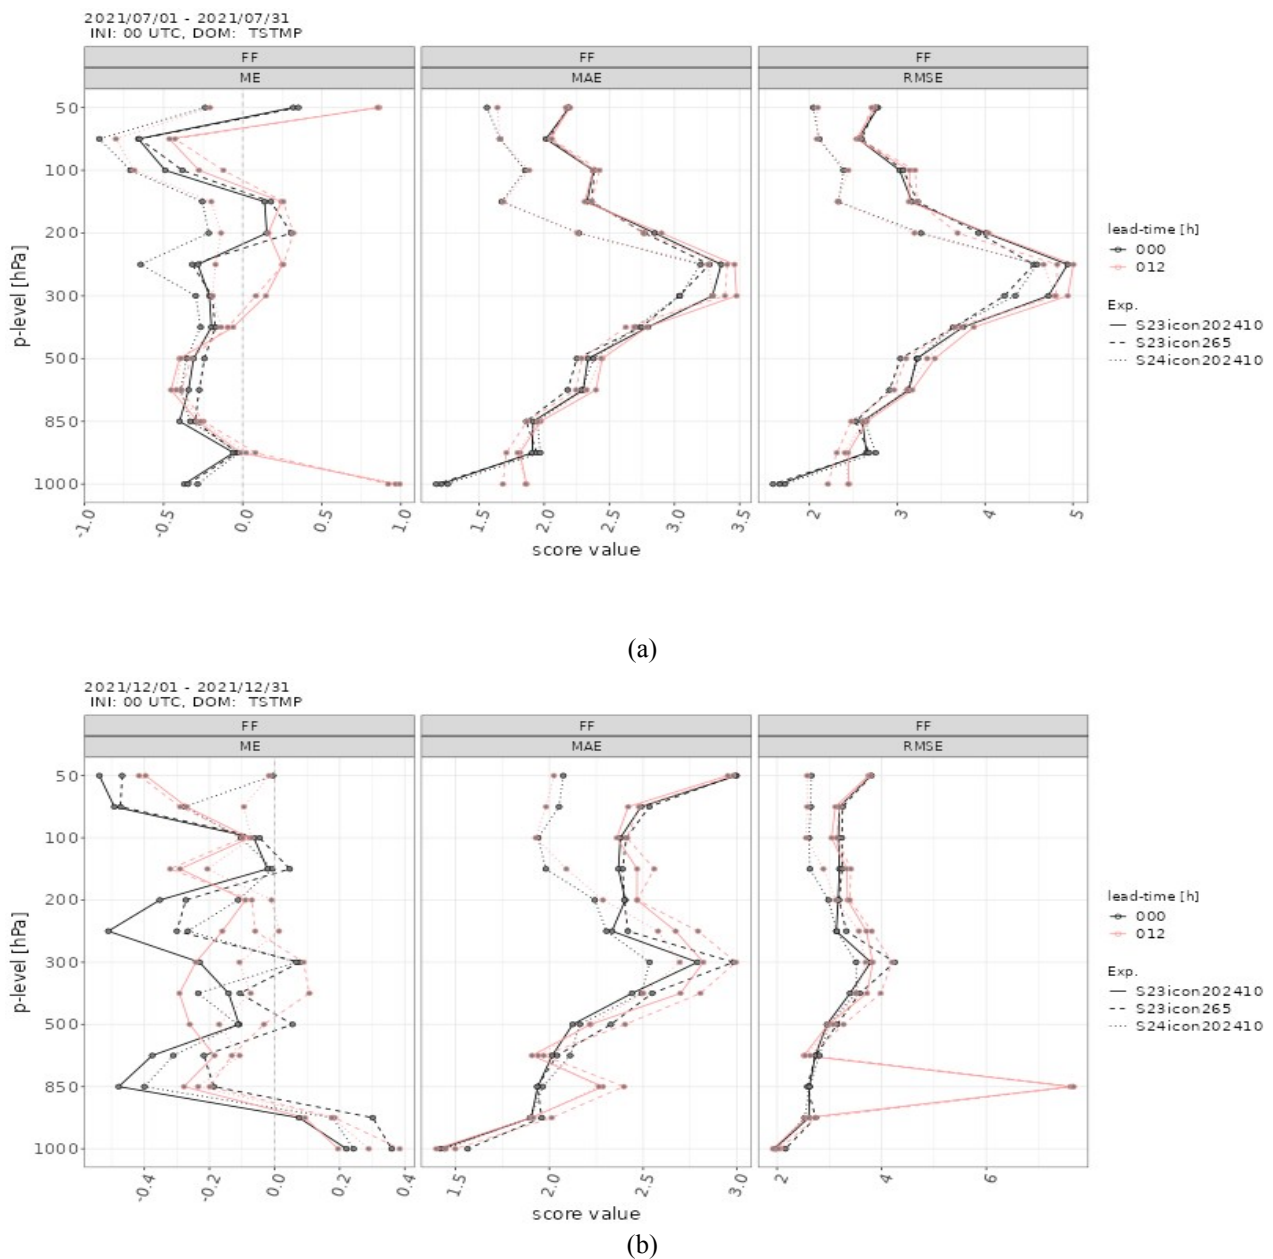 2021/07/01 - 2021/07/31
INI: 00 UTC, DOM: TSTMP
FF FF FF
ME MAE RMSE
50
100
200
300
500
850
1000
p-level [hPa]
-1.0 -0.5 0.0 0.5 1.0 1.5 2.0 2.5 3.0 3.5 2 3 4 5
score value
lead-time [h]
000
012
Exp.
S23icon202410
S23icon265
S24icon202410
(a)
2021/12/01 - 2021/12/31
INI: 00 UTC, DOM: TSTMP
FF FF FF
ME MAE RMSE
50
100
200
300
500
850
1000
p-level [hPa]
-0.4 -0.2 0.0 0.2 0.4 1.5 2.0 2.5 3.0 2 4 6
score value
lead-time [h]
000
012
Exp.
S23icon202410
S23icon265
S24icon202410
(b)